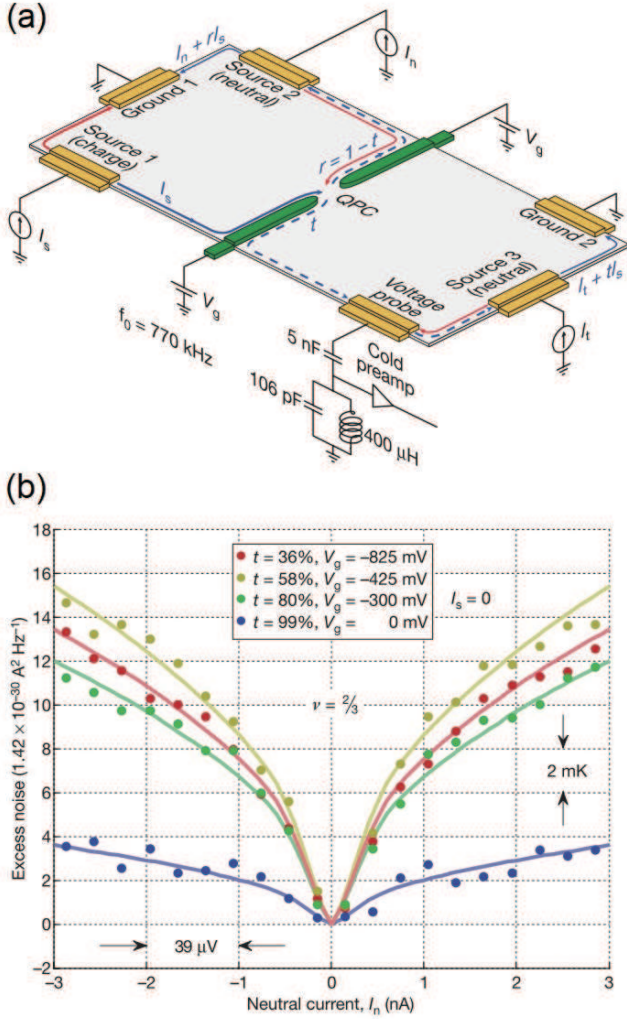 (a)
I_n + rI_s
Ground 1
Source 2
(neutral)
I_n
Source 1
(charge)
I_s
I_s
r = 1 – t
t
QPC
V_g
V_g
Ground 2
Source 3
(neutral)
I_t + tI_s
I_t
Voltage
probe
f_0 = 770 kHz
5 nF
Cold
preamp
106 pF
400 μH
(b)
Excess noise (1.42 × 10⁻³⁰ A² Hz⁻¹)
18
16
14
12
10
8
6
4
2
0
–2
t = 36%, V_g = –825 mV
t = 58%, V_g = –425 mV
t = 80%, V_g = –300 mV
t = 99%, V_g = 0 mV
I_s = 0
ν = ⅔
2 mK
39 μV
–3
–2
–1
0
1
2
3
Neutral current, I_n (nA)